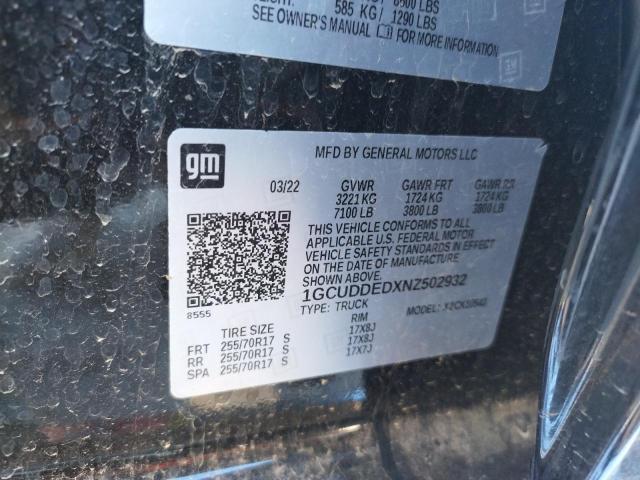 585 KG / 1290 LBS
SEE OWNER'S MANUAL FOR MORE INFORMATION
gm
MFD BY GENERAL MOTORS LLC
03/22 GVWR GAWR FRT GAWR RR
3221 KG 1724 KG 1724 KG
7100 LB 3800 LB 3800 LB
THIS VEHICLE CONFORMS TO ALL
APPLICABLE U.S. FEDERAL MOTOR
VEHICLE SAFETY STANDARDS IN EFFECT
ON THE DATE OF MANUFACTURE
SHOWN ABOVE.
1GCUDDEDXNZ502932
8555 TYPE: TRUCK MODEL:
TIRE SIZE RIM
FRT 255/70R17 S 17X8J
RR 255/70R17 S 17X8J
SPA 255/70R17 S 17X7J